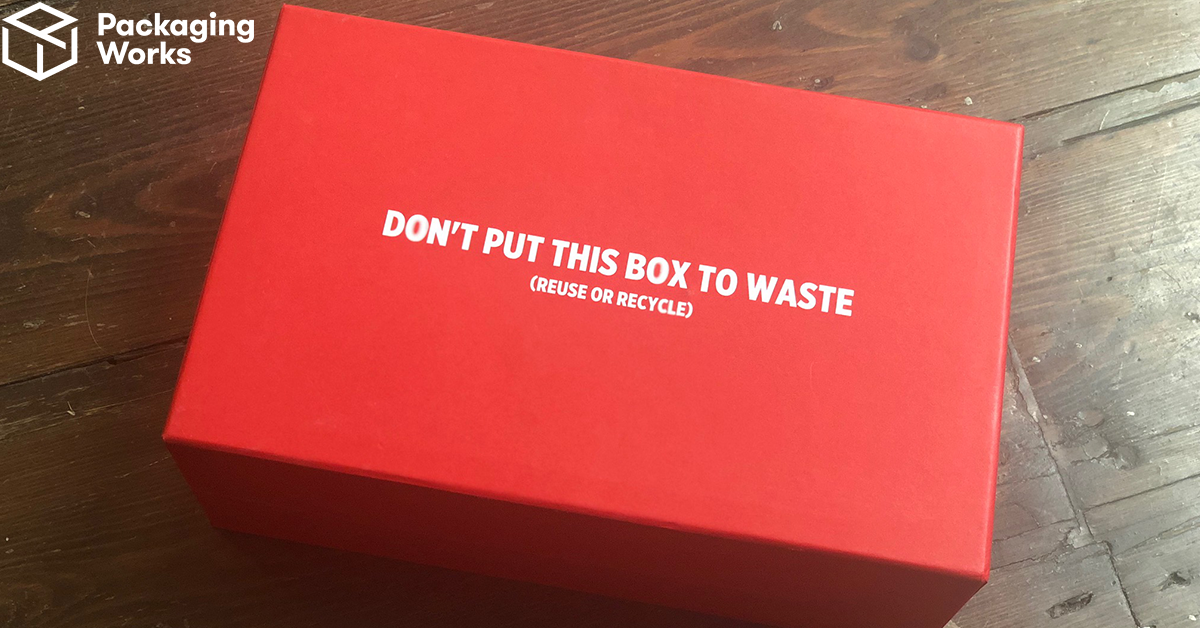 Packaging
Works
DON'T PUT THIS BOX TO WASTE
(REUSE OR RECYCLE)